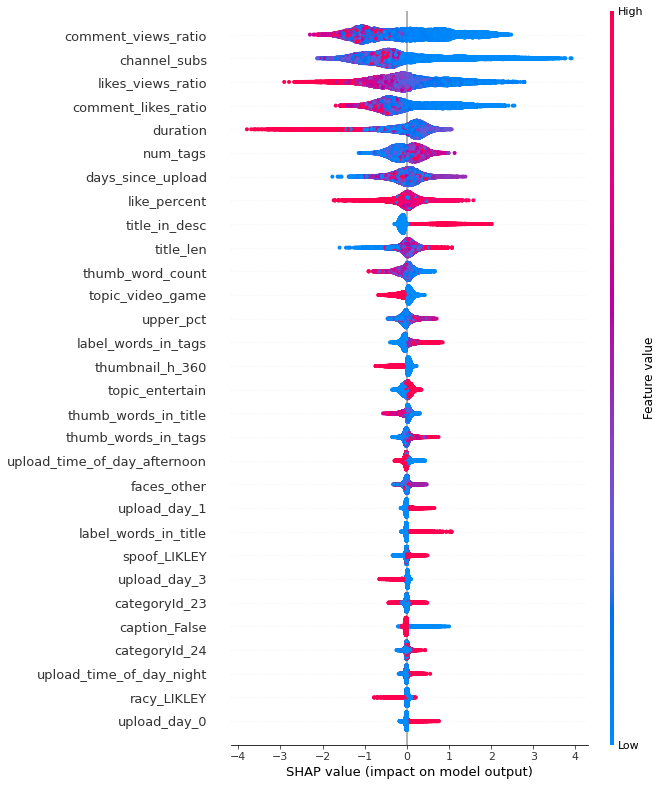 High
comment_views_ratio
channel_subs
likes_views_ratio
comment_likes_ratio
duration
num_tags
days_since_upload
like_percent
title_in_desc
title_len
thumb_word_count
topic_video_game
upper_pct
label_words_in_tags
thumbnail_h_360
topic_entertain
thumb_words_in_title
thumb_words_in_tags
upload_time_of_day_afternoon
faces_other
upload_day_1
label_words_in_title
spoof_LIKLEY
upload_day_3
categoryId_23
caption_False
categoryId_24
upload_time_of_day_night
racy_LIKLEY
upload_day_0
Feature value
Low
−4 −3 −2 −1 0 1 2 3 4
SHAP value (impact on model output)